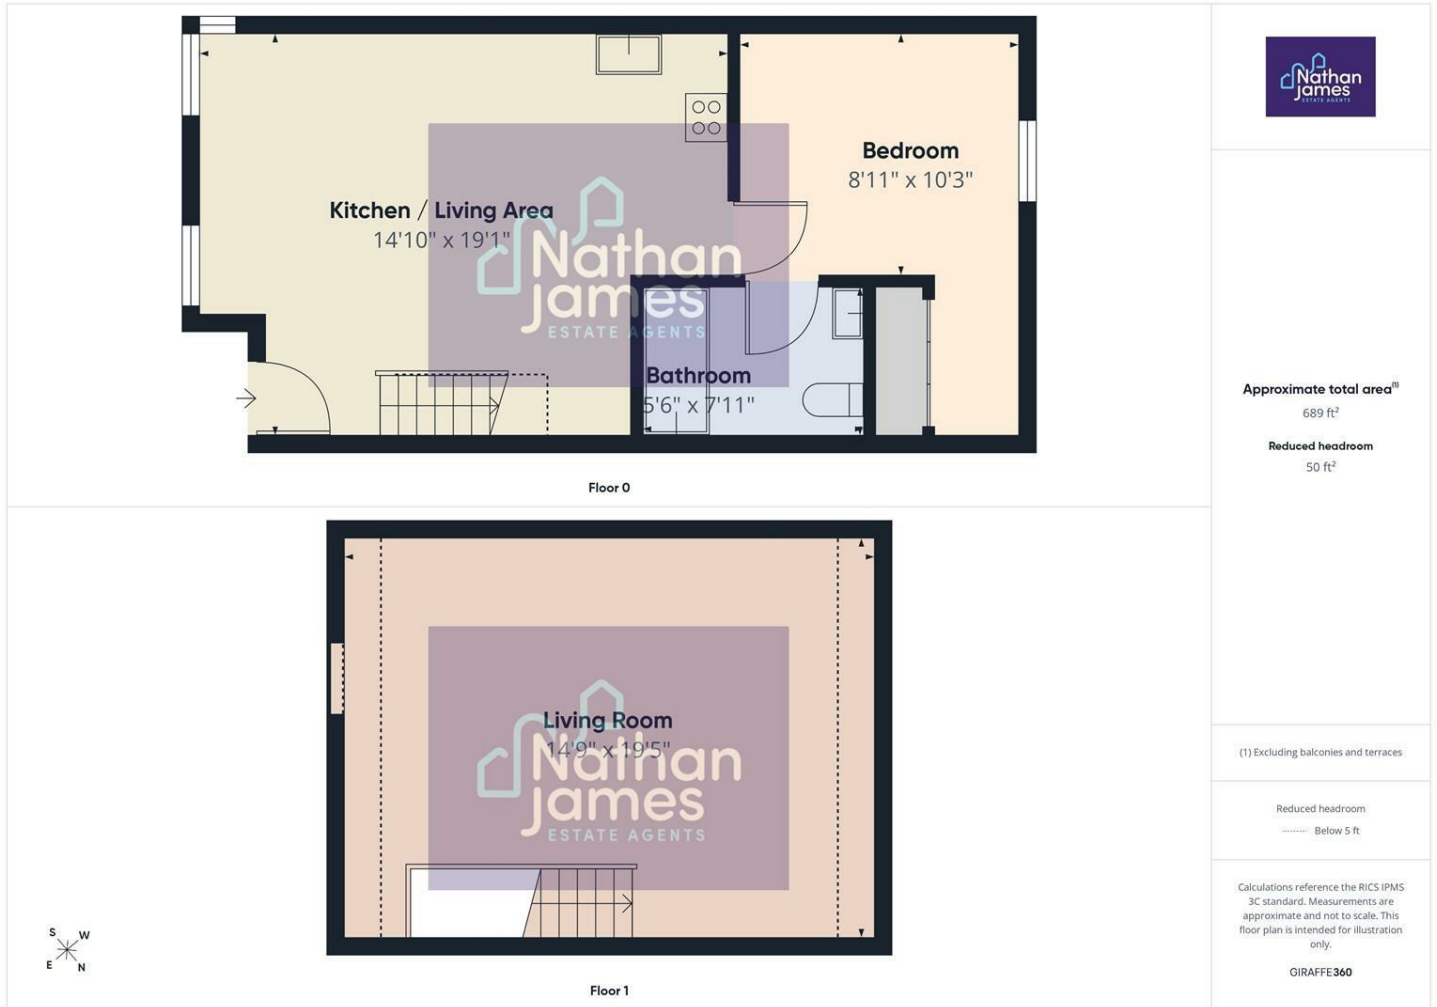 Kitchen / Living Area
14'10" x 19'1"
Bedroom
8'11" x 10'3"
Nathan
james
ESTATE AGENTS
Bathroom
5'6" x 7'11"
Floor 0
Living Room
14'9" x 19'5"
Nathan
james
ESTATE AGENTS
S W
E N
Floor 1
Nathan
james
ESTATE AGENTS
Approximate total area(1)
689 ft²
Reduced headroom
50 ft²
(1) Excluding balconies and terraces
Reduced headroom
Below 5 ft
Calculations reference the RICS IPMS
3C standard. Measurements are
approximate and not to scale. This
floor plan is intended for illustration
only.
GIRAFFE360